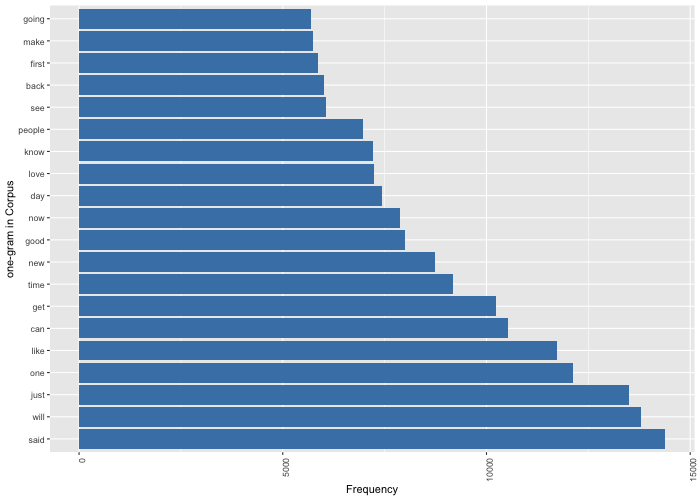 going
make
first
back
see
people
know
love
day
now
good
new
time
get
can
like
one
just
will
said
one-gram in Corpus
0
5000
10000
15000
Frequency